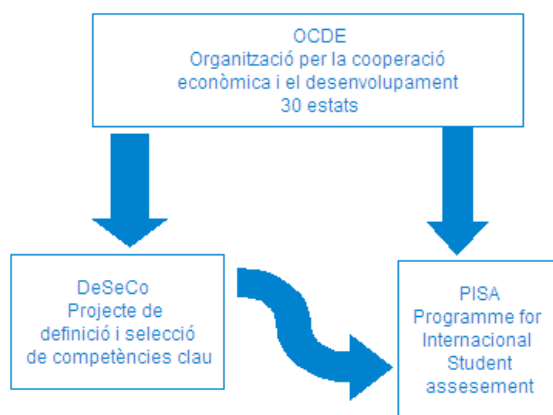 OCDE
Organització per la cooperació
econòmica i el desenvolupament
30 estats
DeSeCo
Projecte de
definició i selecció
de competències clau
PISA
Programme for
Internacional
Student
assesement